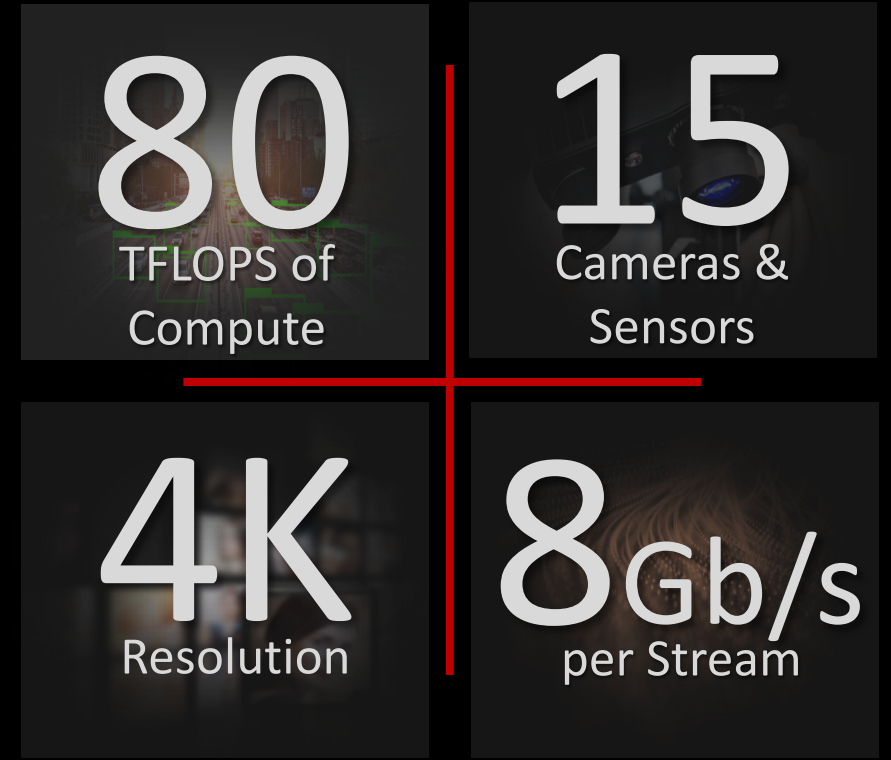 80
TFLOPS of
Compute
15
Cameras &
Sensors
4K
Resolution
8Gb/s
per Stream